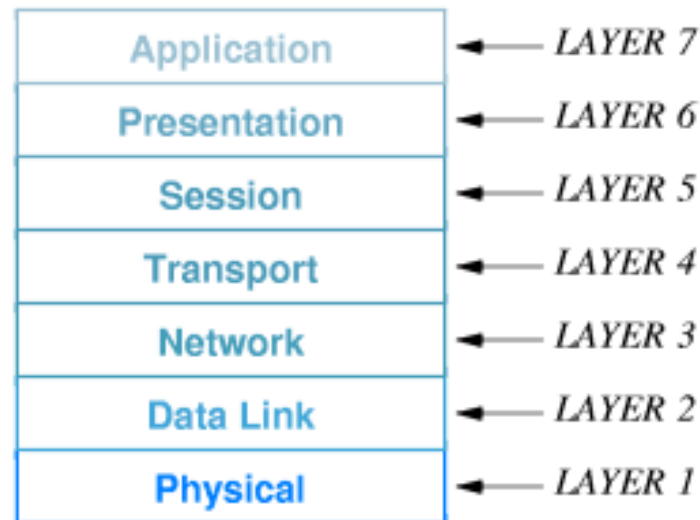 Application LAYER 7
Presentation LAYER 6
Session LAYER 5
Transport LAYER 4
Network LAYER 3
Data Link LAYER 2
Physical LAYER 1